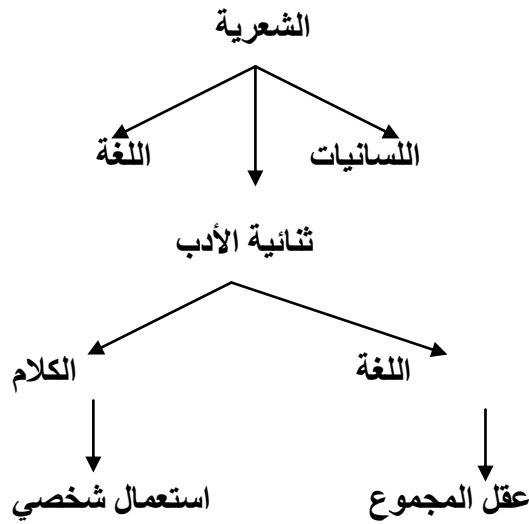 الشعرية
اللسانيات اللغة
ثنائية الأدب
اللغة الكلام
عقل المجموع استعمال شخصي